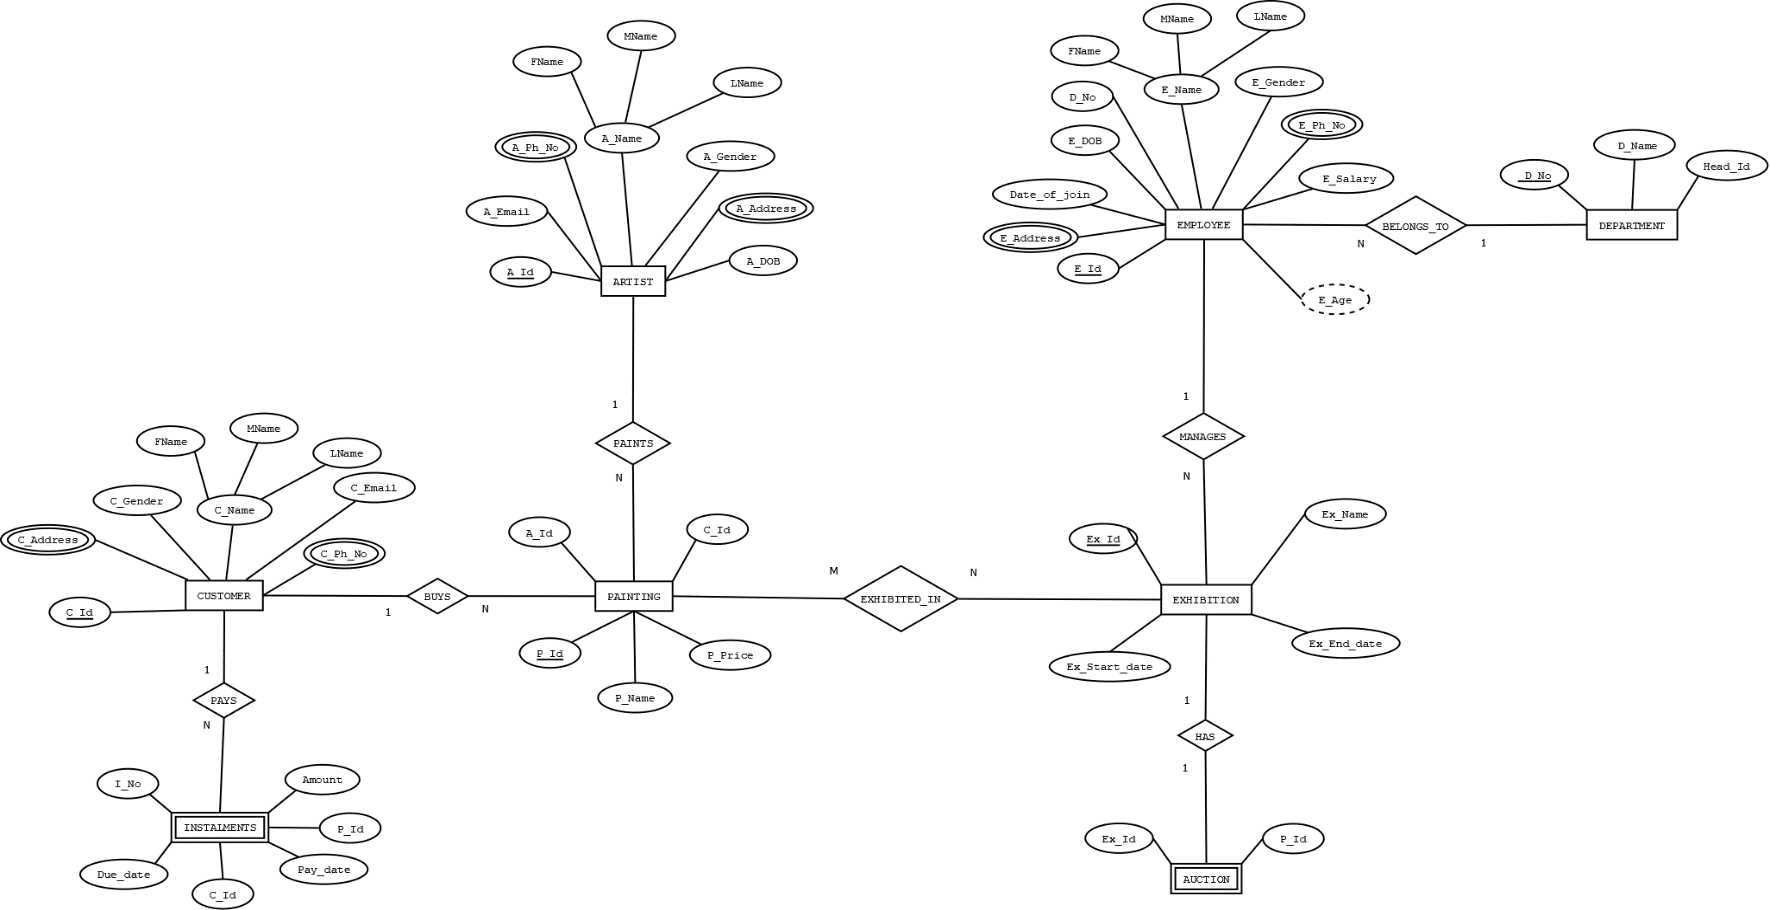 MName
LName
FName
E_Name
E_Gender
D_No
E_Ph_No
E_DOB
E_Salary
Date_of_join
E_Address
E_Id
EMPLOYEE
E_Age
BELONGS_TO
N
1
D_No
D_Name
Head_Id
DEPARTMENT
MName
FName
LName
A_Name
A_Ph_No
A_Gender
A_Email
A_Address
A_Id
A_DOB
ARTIST
1
PAINTS
N
1
MANAGES
N
FName
MName
LName
C_Gender
C_Name
C_Email
C_Address
C_Ph_No
C_Id
CUSTOMER
1
BUYS
N
A_Id
C_Id
PAINTING
P_Id
P_Price
P_Name
M
EXHIBITED_IN
N
Ex_Id
Ex_Name
EXHIBITION
Ex_Start_date
Ex_End_date
1
PAYS
N
I_No
Amount
INSTALMENTS
P_Id
Due_date
C_Id
Pay_date
1
HAS
1
Ex_Id
P_Id
AUCTION